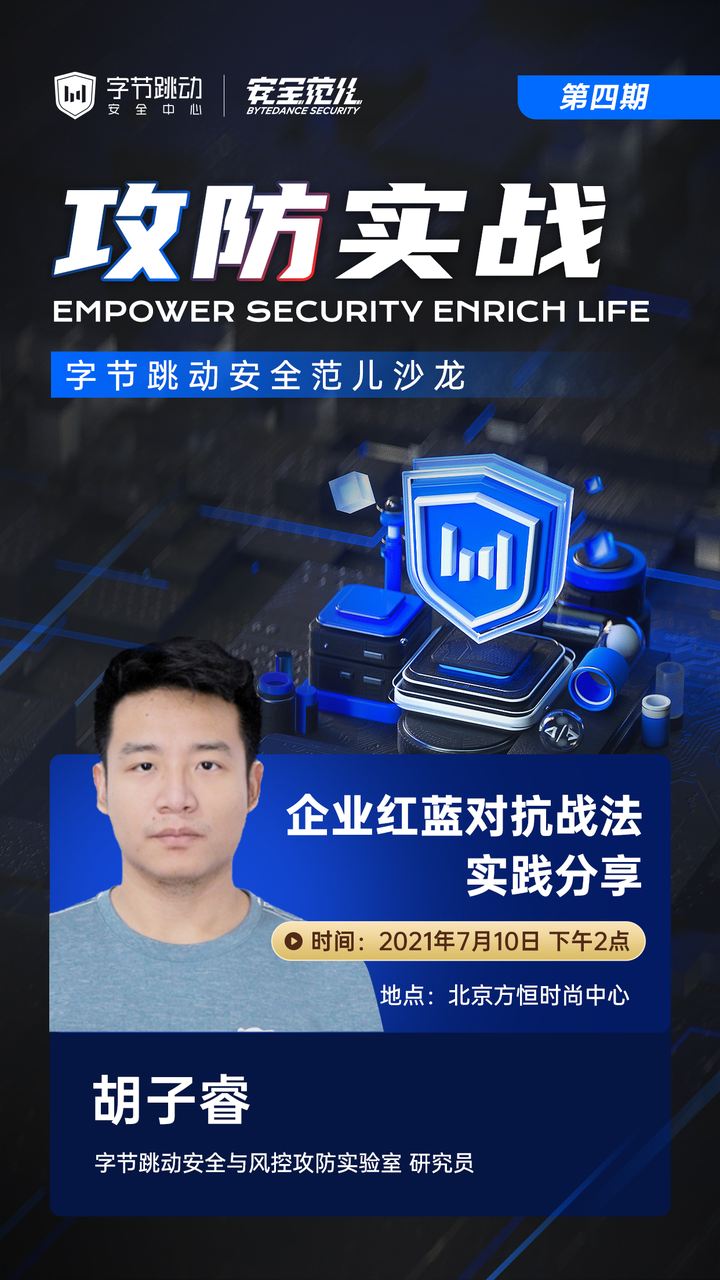 字节跳动
安全中心
安全范儿
BYTEDANCE SECURITY
第四期
攻防实战
EMPOWER SECURITY ENRICH LIFE
字节跳动安全范儿沙龙
</>
企业红蓝对抗战法
实践分享
时间：2021年7月10日 下午2点
地点：北京方恒时尚中心
胡子睿
字节跳动安全与风控攻防实验室 研究员